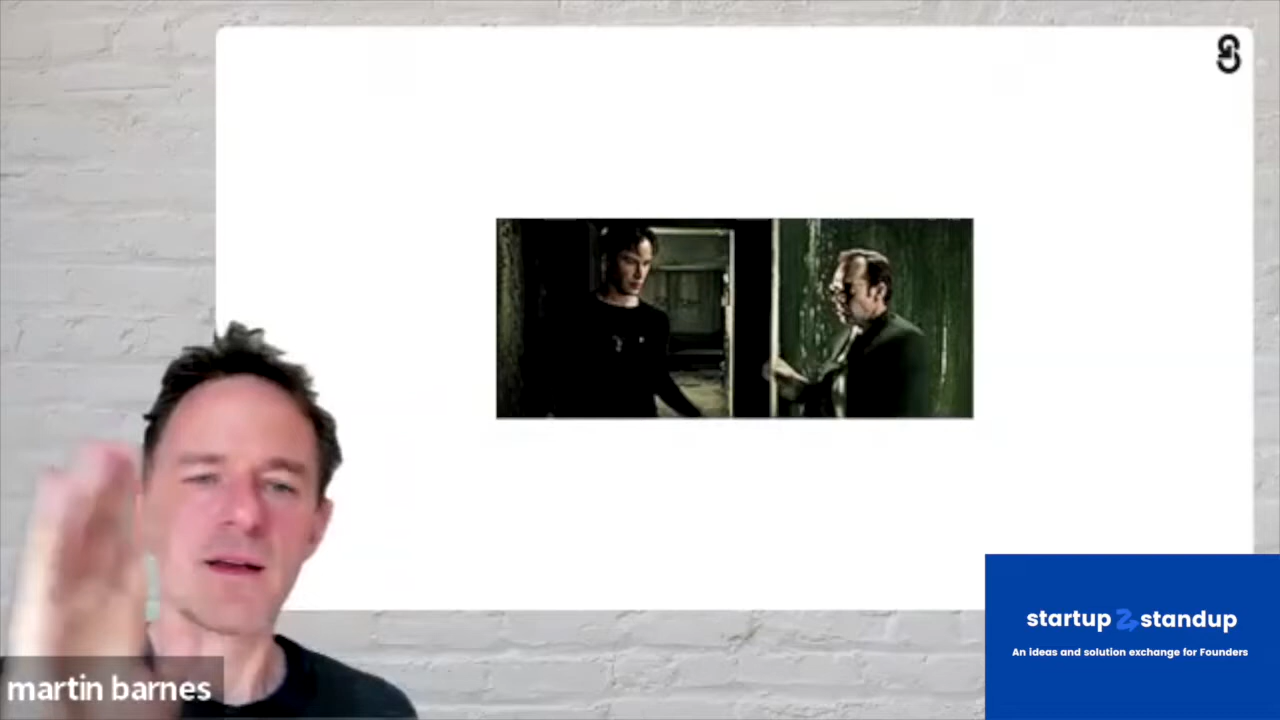 startup 2 standup
An ideas and solution exchange for Founders
martin barnes